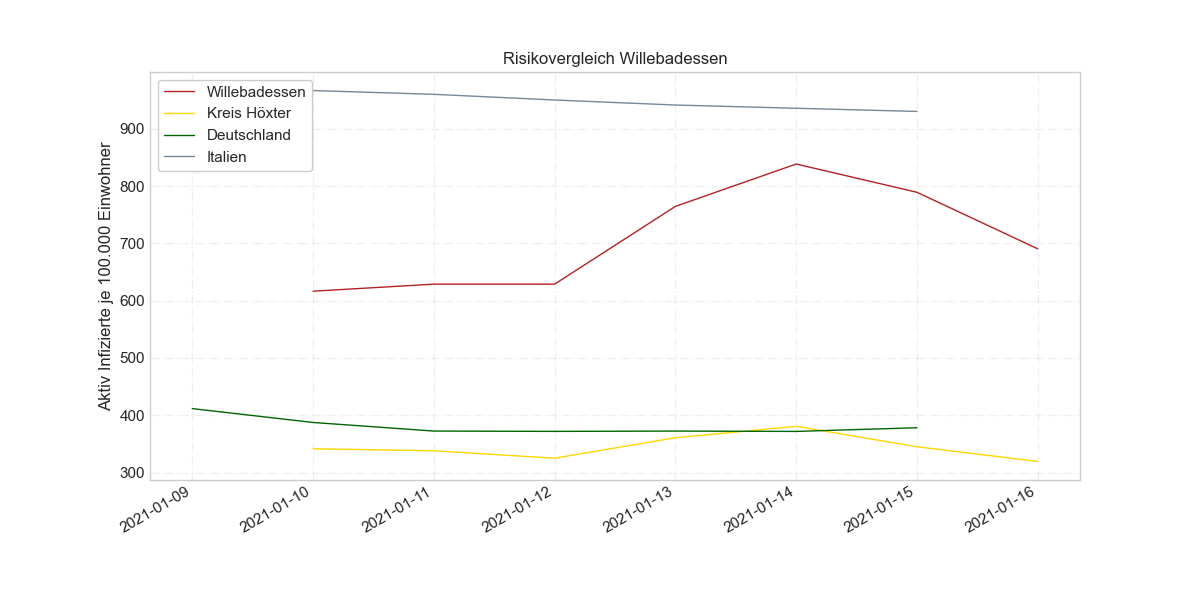 Risikovergleich Willebadessen
Willebadessen
Kreis Höxter
Deutschland
Italien
Aktiv Infizierte je 100.000 Einwohner
900
800
700
600
500
400
300
2021-01-09
2021-01-10
2021-01-11
2021-01-12
2021-01-13
2021-01-14
2021-01-15
2021-01-16